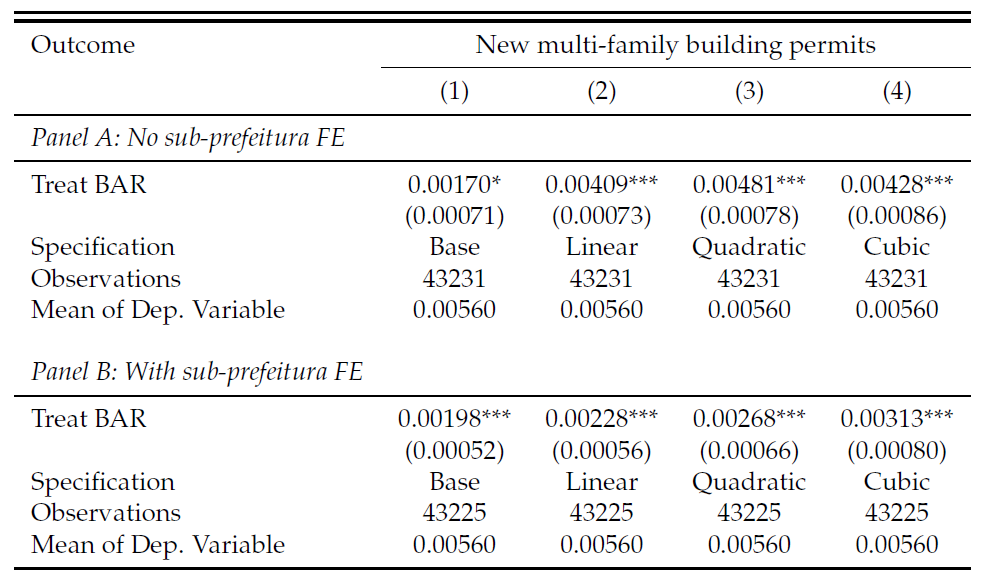 Outcome New multi-family building permits
(1) (2) (3) (4)
Panel A: No sub-prefeitura FE
Treat BAR 0.00170* 0.00409*** 0.00481*** 0.00428***
(0.00071) (0.00073) (0.00078) (0.00086)
Specification Base Linear Quadratic Cubic
Observations 43231 43231 43231 43231
Mean of Dep. Variable 0.00560 0.00560 0.00560 0.00560
Panel B: With sub-prefeitura FE
Treat BAR 0.00198*** 0.00228*** 0.00268*** 0.00313***
(0.00052) (0.00056) (0.00066) (0.00080)
Specification Base Linear Quadratic Cubic
Observations 43225 43225 43225 43225
Mean of Dep. Variable 0.00560 0.00560 0.00560 0.00560